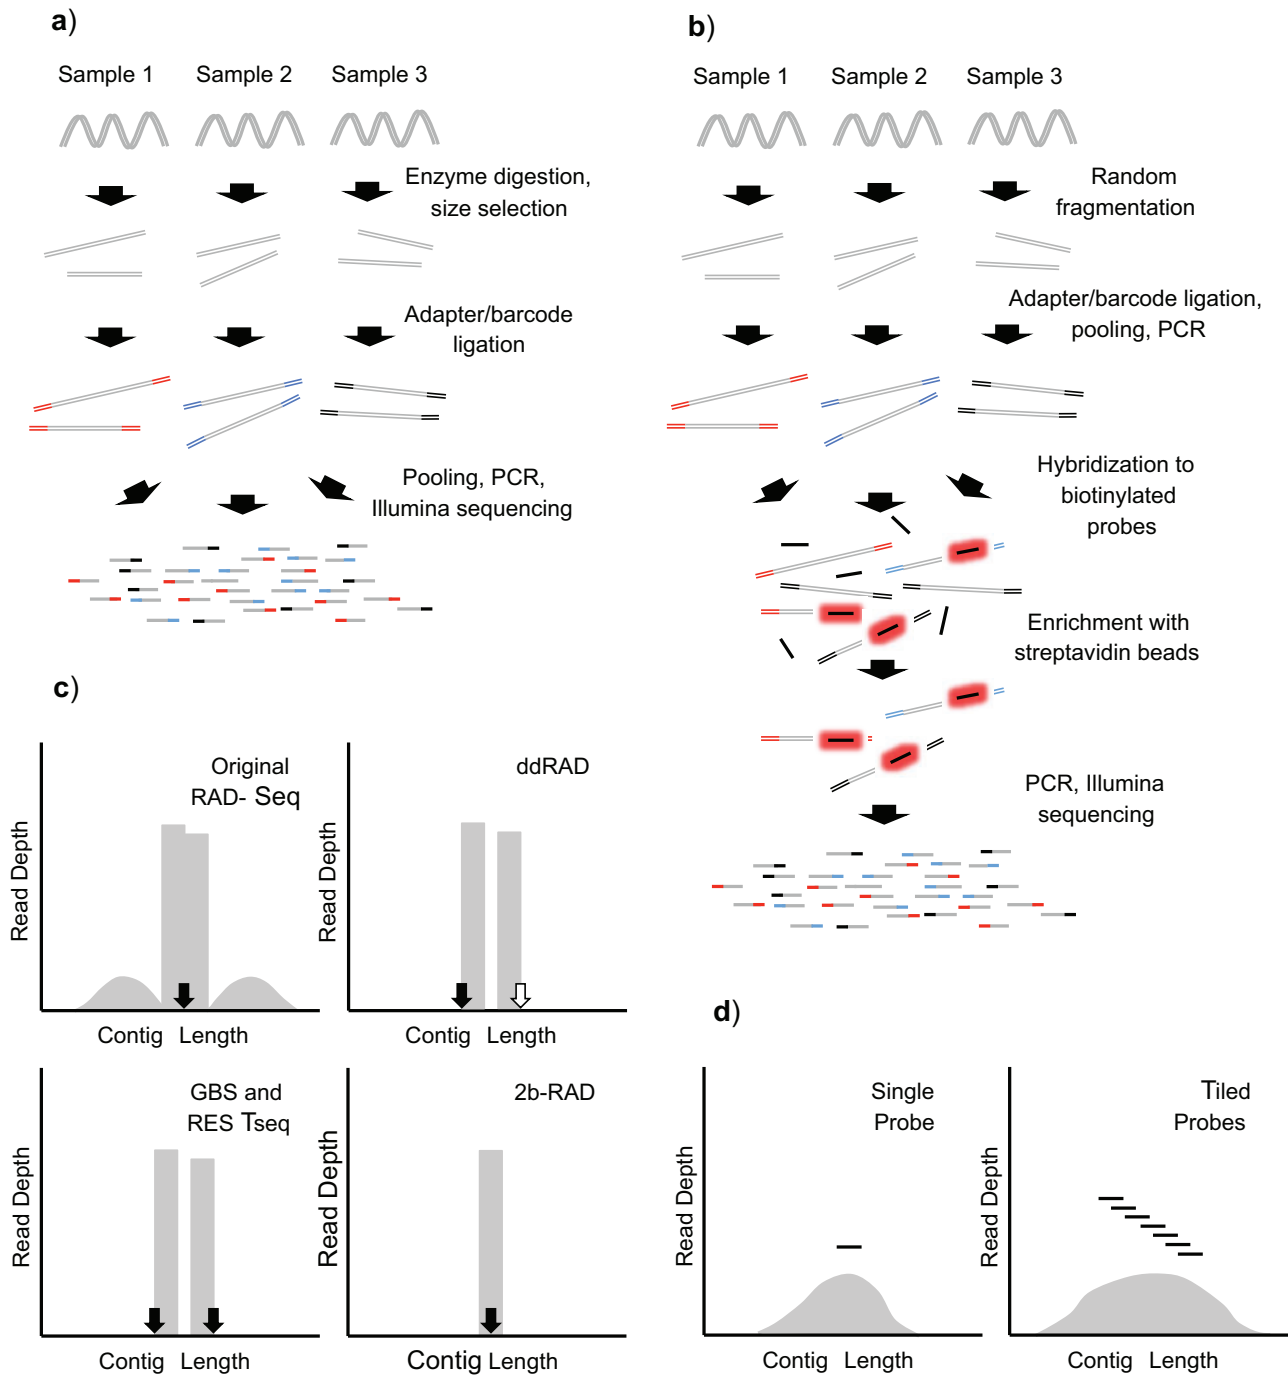 a)
Sample 1 Sample 2 Sample 3
Enzyme digestion,
size selection
Adapter/barcode
ligation
Pooling, PCR,
Illumina sequencing
b)
Sample 1 Sample 2 Sample 3
Random
fragmentation
Adapter/barcode ligation,
pooling, PCR
Hybridization to
biotinylated
probes
Enrichment with
streptavidin beads
PCR, Illumina
sequencing
c)
Original
RAD- Seq
Read Depth
Contig Length
ddRAD
Read Depth
Contig Length
GBS and
RES Tseq
Read Depth
Contig Length
2b-RAD
Read Depth
Contig Length
d)
Single
Probe
Read Depth
Contig Length
Tiled
Probes
Read Depth
Contig Length